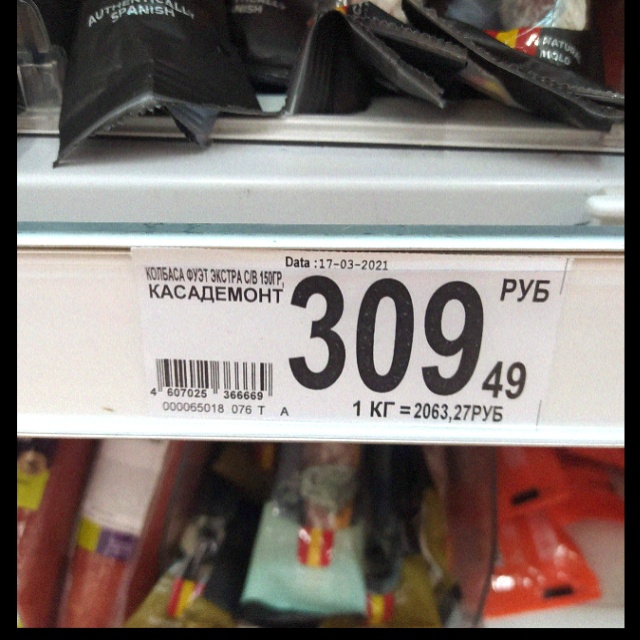 AUTHENTICALLY
SPANISH
NATURAL
MOLD
Data :17-03-2021
КОЛБАСА ФУЭТ ЭКСТРА С/В 150ГР,
КАСАДЕМОНТ
309 49 РУБ
4 607025 366669
000065018 076 Т А
1 КГ = 2063,27РУБ